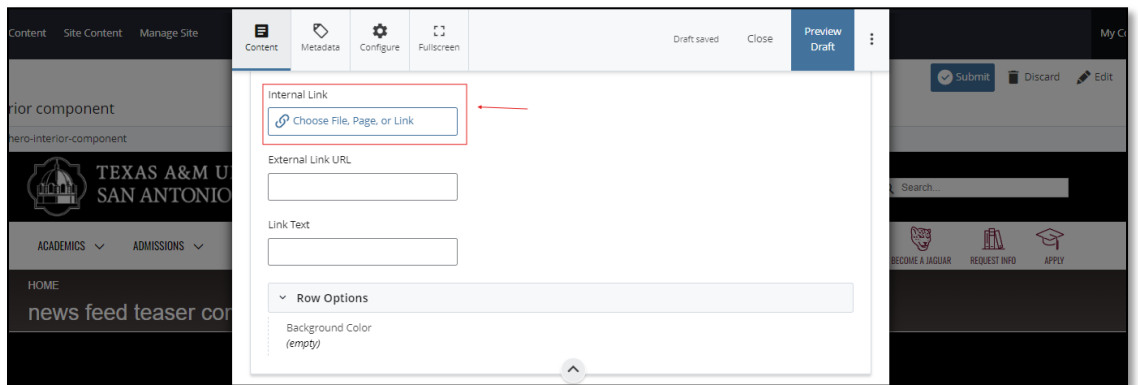 Content Site Content Manage Site
My Co
Content Metadata Configure Fullscreen
Draft saved Close Preview Draft
Submit Discard Edit
rior component
hero-interior-component
Internal Link
Choose File, Page, or Link
External Link URL
Link Text
Row Options
Background Color
(empty)
TEXAS A&M U
SAN ANTONIO
Search...
ACADEMICS ADMISSIONS
BECOME A JAGUAR REQUEST INFO APPLY
HOME
news feed teaser cor